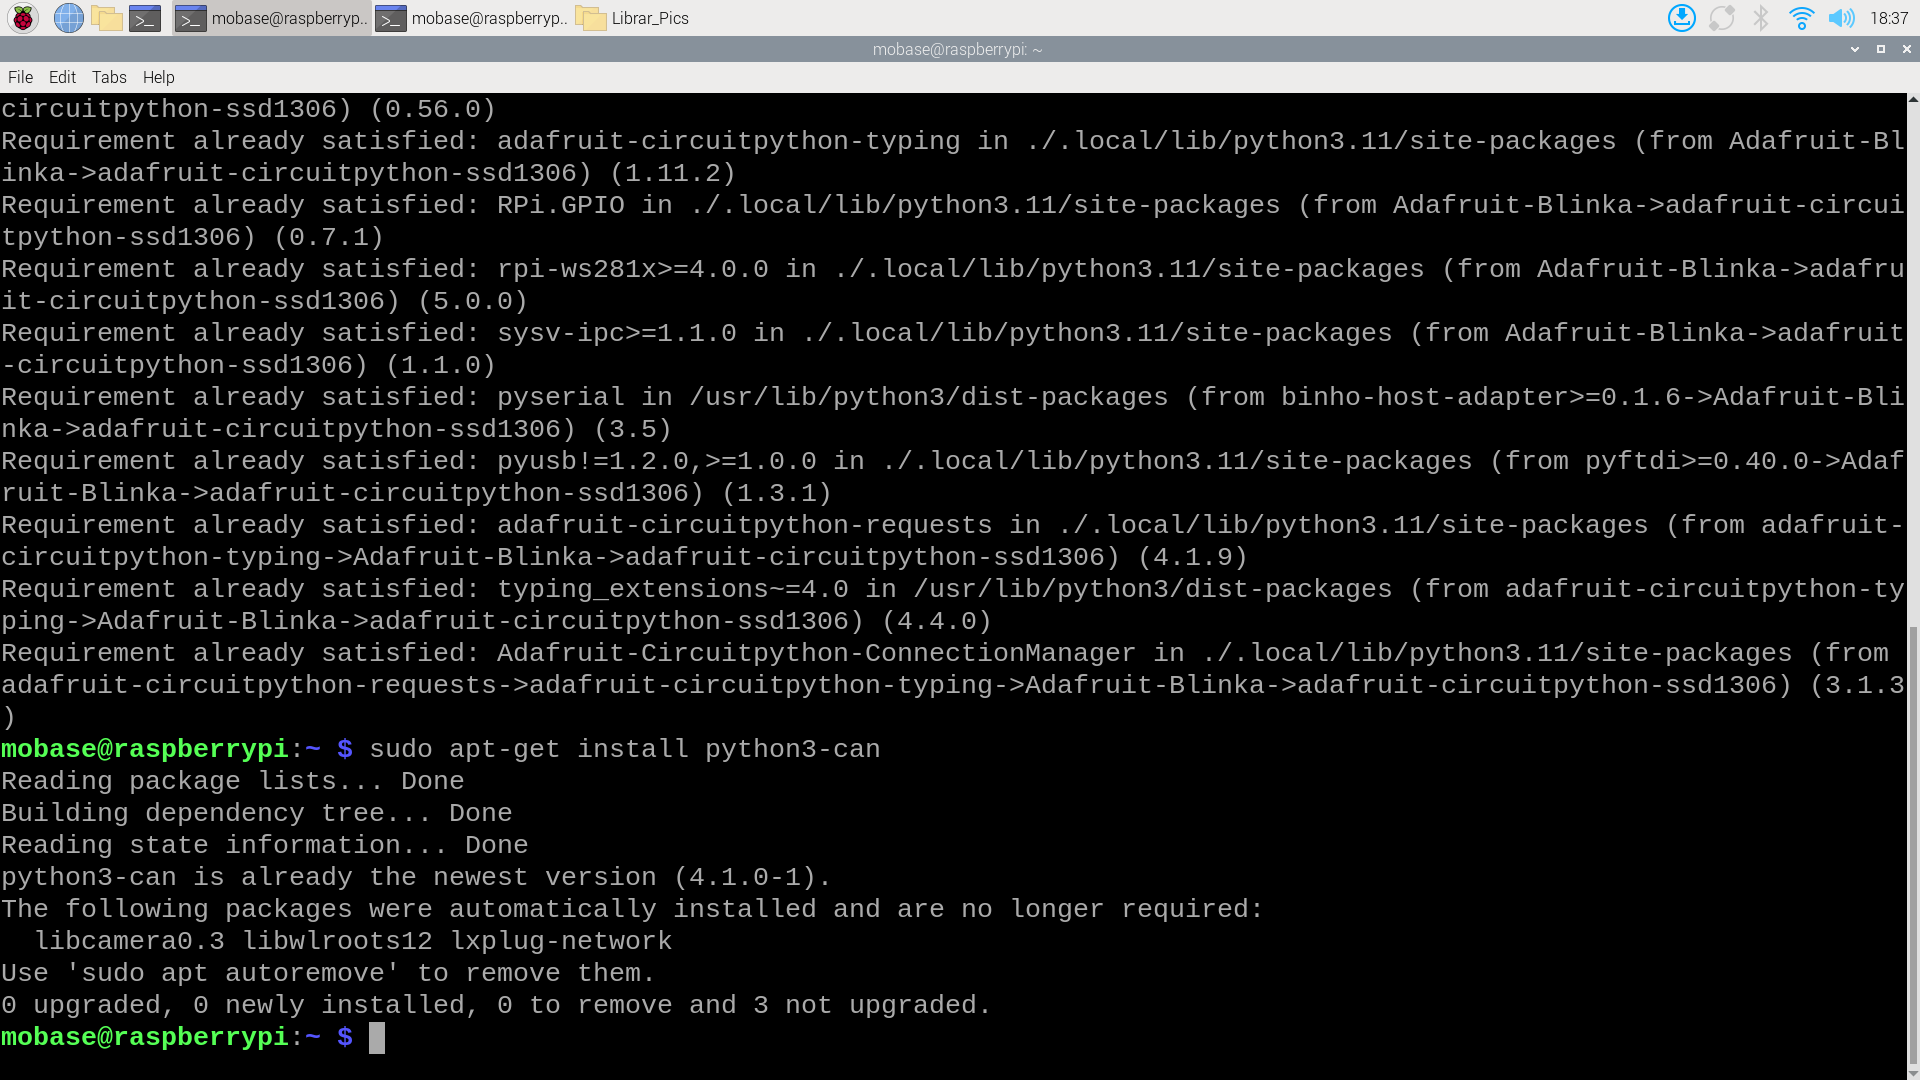 mobase@raspberryp..
mobase@raspberryp..
Librar_Pics
18:37
mobase@raspberrypi: ~
File Edit Tabs Help
circuitpython-ssd1306) (0.56.0)
Requirement already satisfied: adafruit-circuitpython-typing in ./.local/lib/python3.11/site-packages (from Adafruit-Bl
inka->adafruit-circuitpython-ssd1306) (1.11.2)
Requirement already satisfied: RPi.GPIO in ./.local/lib/python3.11/site-packages (from Adafruit-Blinka->adafruit-circui
tpython-ssd1306) (0.7.1)
Requirement already satisfied: rpi-ws281x>=4.0.0 in ./.local/lib/python3.11/site-packages (from Adafruit-Blinka->adafru
it-circuitpython-ssd1306) (5.0.0)
Requirement already satisfied: sysv-ipc>=1.1.0 in ./.local/lib/python3.11/site-packages (from Adafruit-Blinka->adafruit
-circuitpython-ssd1306) (1.1.0)
Requirement already satisfied: pyserial in /usr/lib/python3/dist-packages (from binho-host-adapter>=0.1.6->Adafruit-Bli
nka->adafruit-circuitpython-ssd1306) (3.5)
Requirement already satisfied: pyusb!=1.2.0,>=1.0.0 in ./.local/lib/python3.11/site-packages (from pyftdi>=0.40.0->Adaf
ruit-Blinka->adafruit-circuitpython-ssd1306) (1.3.1)
Requirement already satisfied: adafruit-circuitpython-requests in ./.local/lib/python3.11/site-packages (from adafruit-
circuitpython-typing->Adafruit-Blinka->adafruit-circuitpython-ssd1306) (4.1.9)
Requirement already satisfied: typing_extensions~=4.0 in /usr/lib/python3/dist-packages (from adafruit-circuitpython-ty
ping->Adafruit-Blinka->adafruit-circuitpython-ssd1306) (4.4.0)
Requirement already satisfied: Adafruit-Circuitpython-ConnectionManager in ./.local/lib/python3.11/site-packages (from
adafruit-circuitpython-requests->adafruit-circuitpython-typing->Adafruit-Blinka->adafruit-circuitpython-ssd1306) (3.1.3
)
mobase@raspberrypi:~ $ sudo apt-get install python3-can
Reading package lists... Done
Building dependency tree... Done
Reading state information... Done
python3-can is already the newest version (4.1.0-1).
The following packages were automatically installed and are no longer required:
  libcamera0.3 libwlroots12 lxplug-network
Use 'sudo apt autoremove' to remove them.
0 upgraded, 0 newly installed, 0 to remove and 3 not upgraded.
mobase@raspberrypi:~ $